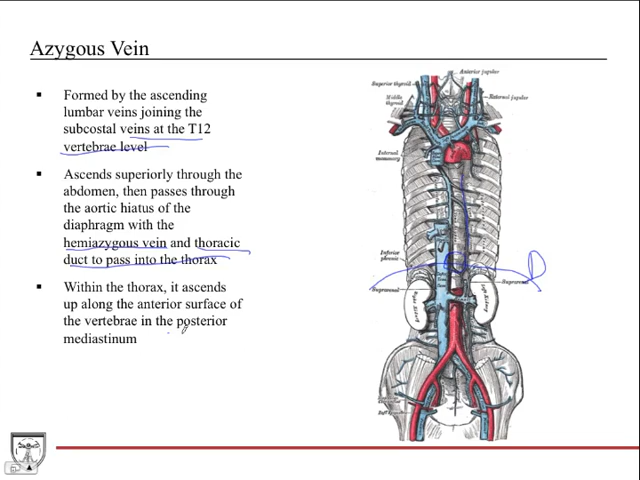 Azygous Vein
Formed by the ascending
lumbar veins joining the
subcostal veins at the T12
vertebrae level
Ascends superiorly through the
abdomen, then passes through
the aortic hiatus of the
diaphragm with the
hemiazygous vein and thoracic
duct to pass into the thorax
Within the thorax, it ascends
up along the anterior surface of
the vertebrae in the posterior
mediastinum
Anterior jugular
Superior thyroid
Middle
thyroid
External jugular
Internal
mammary
Inferior
phrenic
Suprarenal
Suprarenal
Right Kidney
Left Kidney